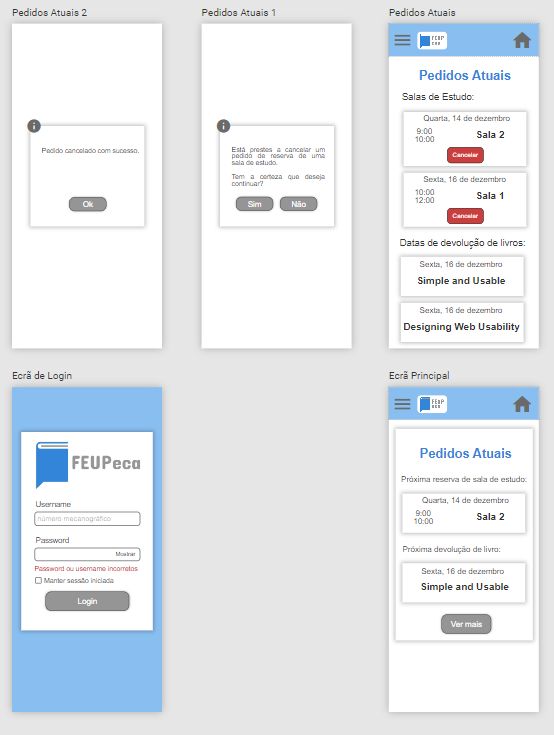 Pedidos Atuais 2
Pedido cancelado com sucesso.
Ok
Pedidos Atuais 1
Está prestes a cancelar um
pedido de reserva de uma
sala de estudo.
Tem a certeza que deseja
continuar?
Sim Não
Pedidos Atuais
FEUP
eca
Pedidos Atuais
Salas de Estudo:
Quarta, 14 de dezembro
9:00
10:00
Sala 2
Cancelar
Sexta, 16 de dezembro
10:00
12:00
Sala 1
Cancelar
Datas de devolução de livros:
Sexta, 16 de dezembro
Simple and Usable
Sexta, 16 de dezembro
Designing Web Usability
Ecrã de Login
FEUPeca
Username
número mecanográfico
Password
Mostrar
Password ou username incorretos
Manter sessão iniciada
Login
Ecrã Principal
FEUP
eca
Pedidos Atuais
Próxima reserva de sala de estudo:
Quarta, 14 de dezembro
9:00
10:00
Sala 2
Próxima devolução de livro:
Sexta, 16 de dezembro
Simple and Usable
Ver mais